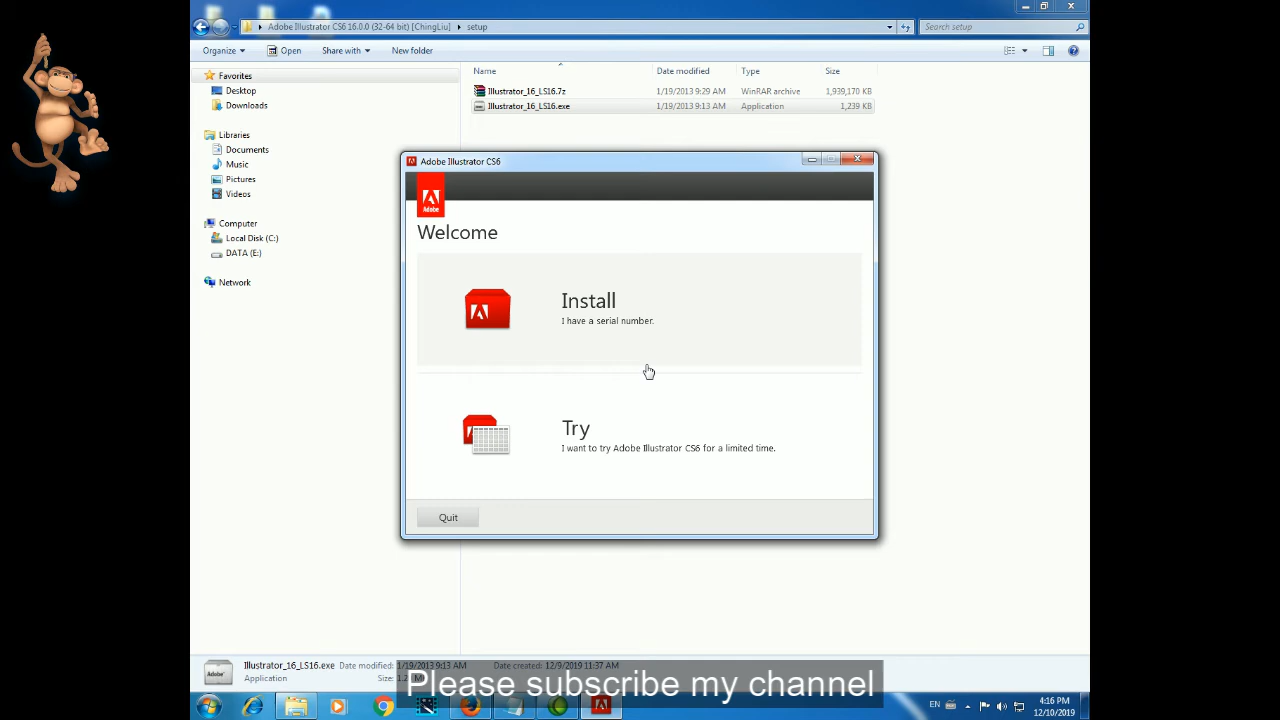 Adobe Illustrator CS6 16.0.0 (32-64 bit) [ChingLiu] setup
Search setup
Organize Open Share with New folder
Favorites
Desktop
Downloads
Libraries
Documents
Music
Pictures
Videos
Computer
Local Disk (C:)
DATA (E:)
Network
Name Date modified Type Size
Illustrator_16_LS16.7z 1/19/2013 9:29 AM WinRAR archive 1,939,170 KB
Illustrator_16_LS16.exe 1/19/2013 9:13 AM Application 1,239 KB
Adobe Illustrator CS6
Adobe
Welcome
Install
I have a serial number.
Try
I want to try Adobe Illustrator CS6 for a limited time.
Quit
Illustrator_16_LS16.exe Date modified: 1/19/2013 9:13 AM Date created: 12/9/2019 11:37 AM
Application Size:
Please subscribe my channel
EN 4:16 PM
12/10/2019